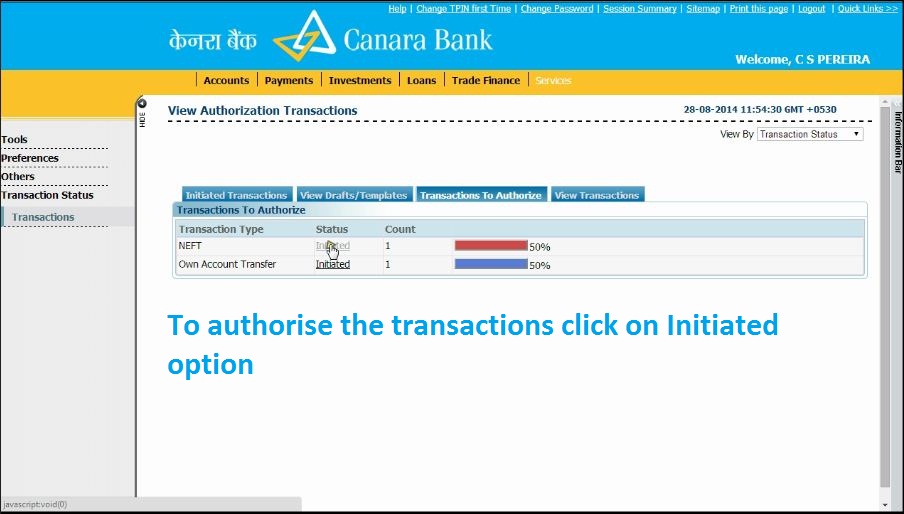 Help | Change TPIN first Time | Change Password | Session Summary | Sitemap | Print this page | Logout | Quick Links >>
केनरा बैंक Canara Bank
Welcome, C S PEREIRA
Accounts | Payments | Investments | Loans | Trade Finance | Services
HIDE
View Authorization Transactions 28-08-2014 11:54:30 GMT +0530
Information Bar
View By Transaction Status
Tools
Preferences
Others
Transaction Status
Transactions
Initiated Transactions View Drafts/Templates Transactions To Authorize View Transactions
Transactions To Authorize
Transaction Type Status Count
NEFT Initiated 1 50%
Own Account Transfer Initiated 1 50%
To authorise the transactions click on Initiated
option
javascript:void(0)